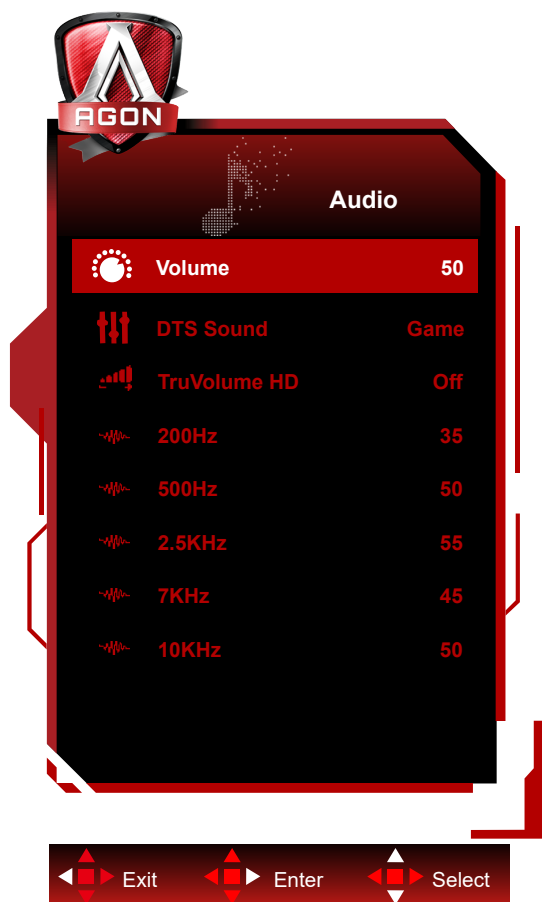 AGON
Audio
Volume 50
DTS Sound Game
TruVolume HD Off
200Hz 35
500Hz 50
2.5KHz 55
7KHz 45
10KHz 50
Exit Enter Select